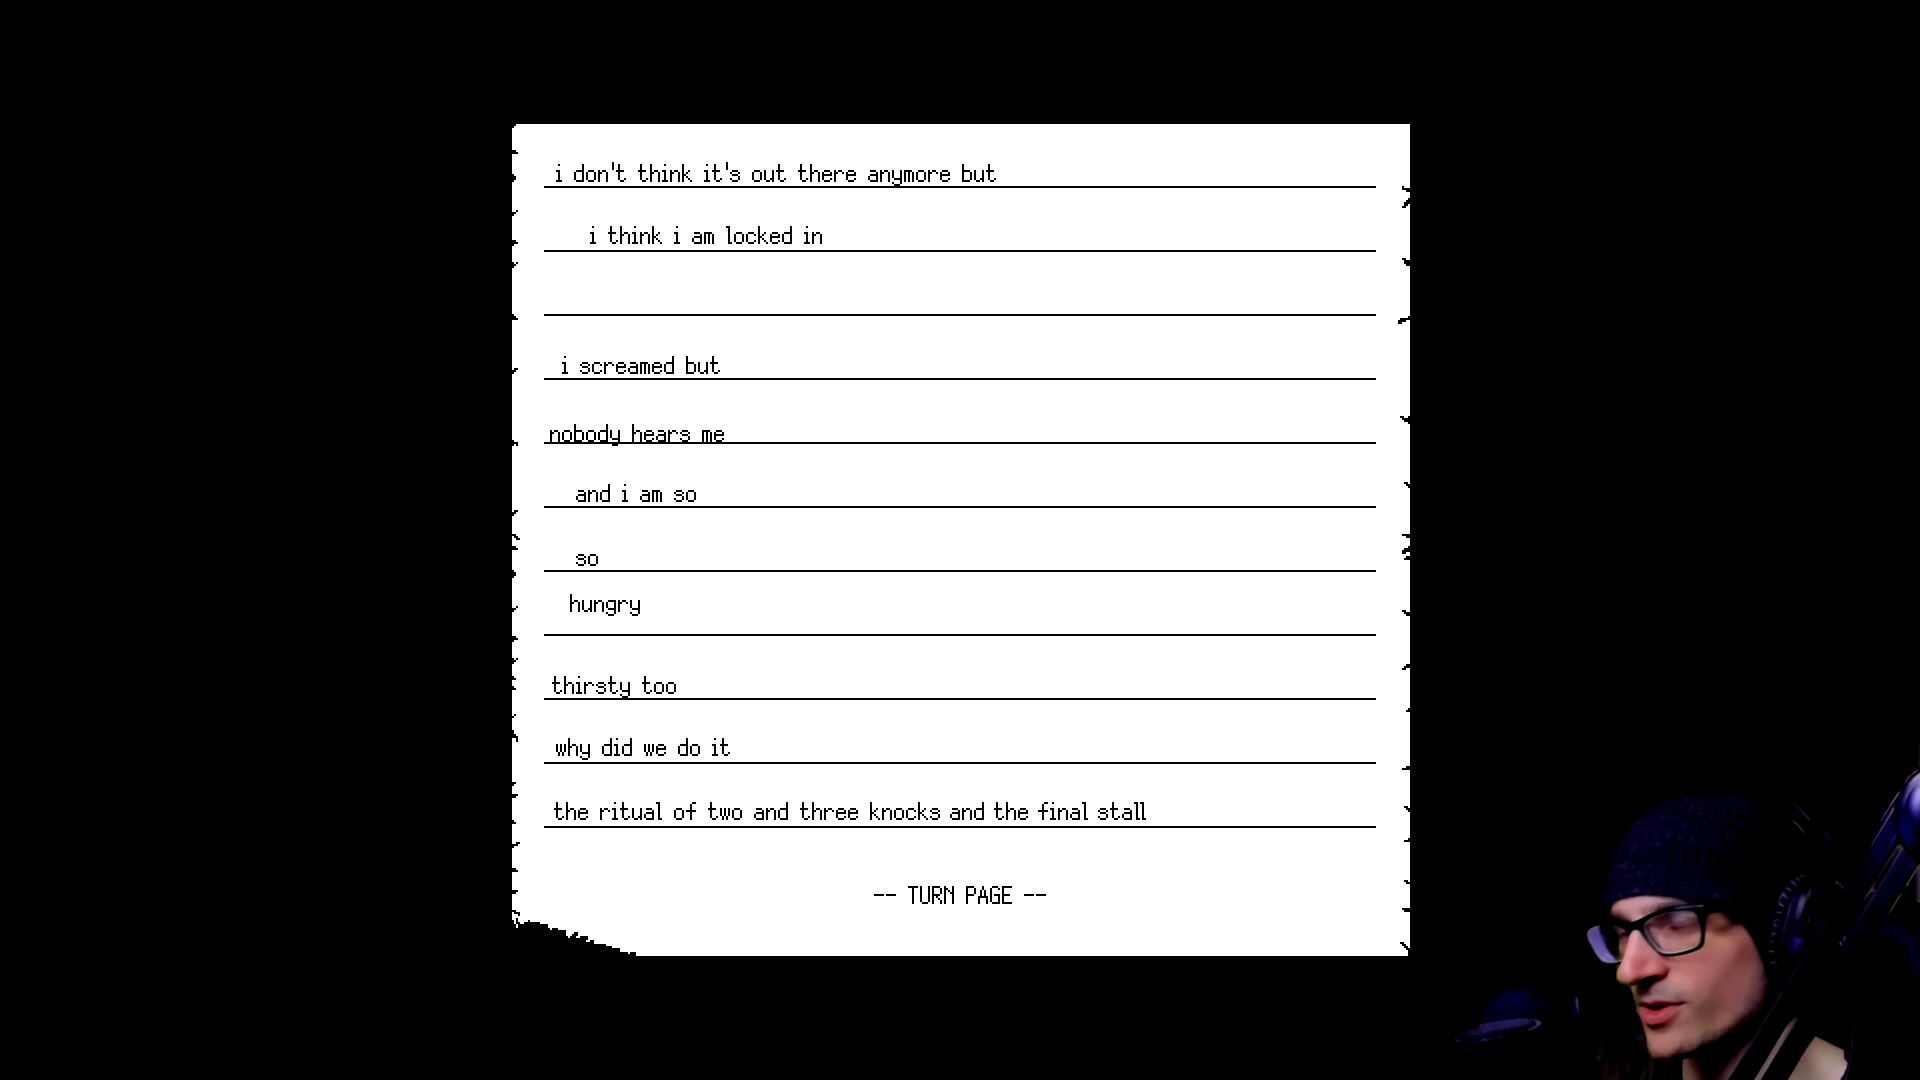 i don't think it's out there anymore but
i think i am locked in
i screamed but
nobody hears me
and i am so
so
hungry
thirsty too
why did we do it
the ritual of two and three knocks and the final stall
-- TURN PAGE --